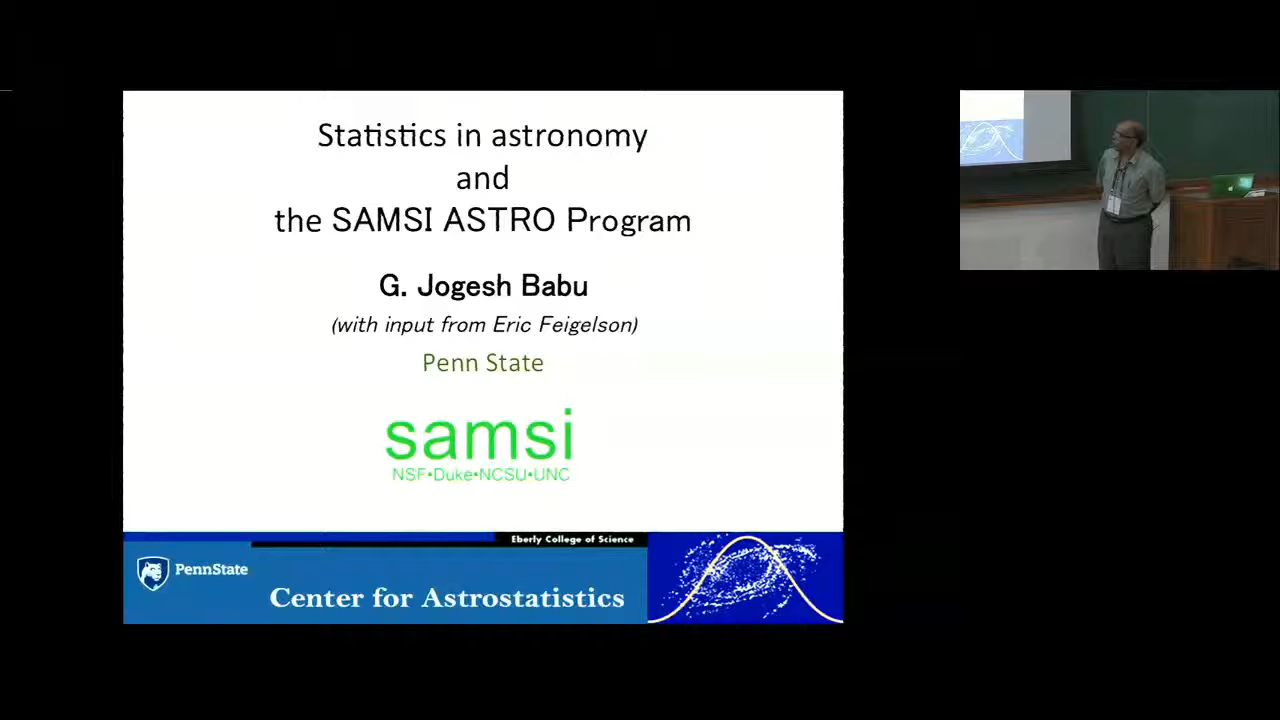 Statistics in astronomy
and
the SAMSI ASTRO Program
G. Jogesh Babu
(with input from Eric Feigelson)
Penn State
samsi
NSF•Duke•NCSU•UNC
Eberly College of Science
PennState
Center for Astrostatistics